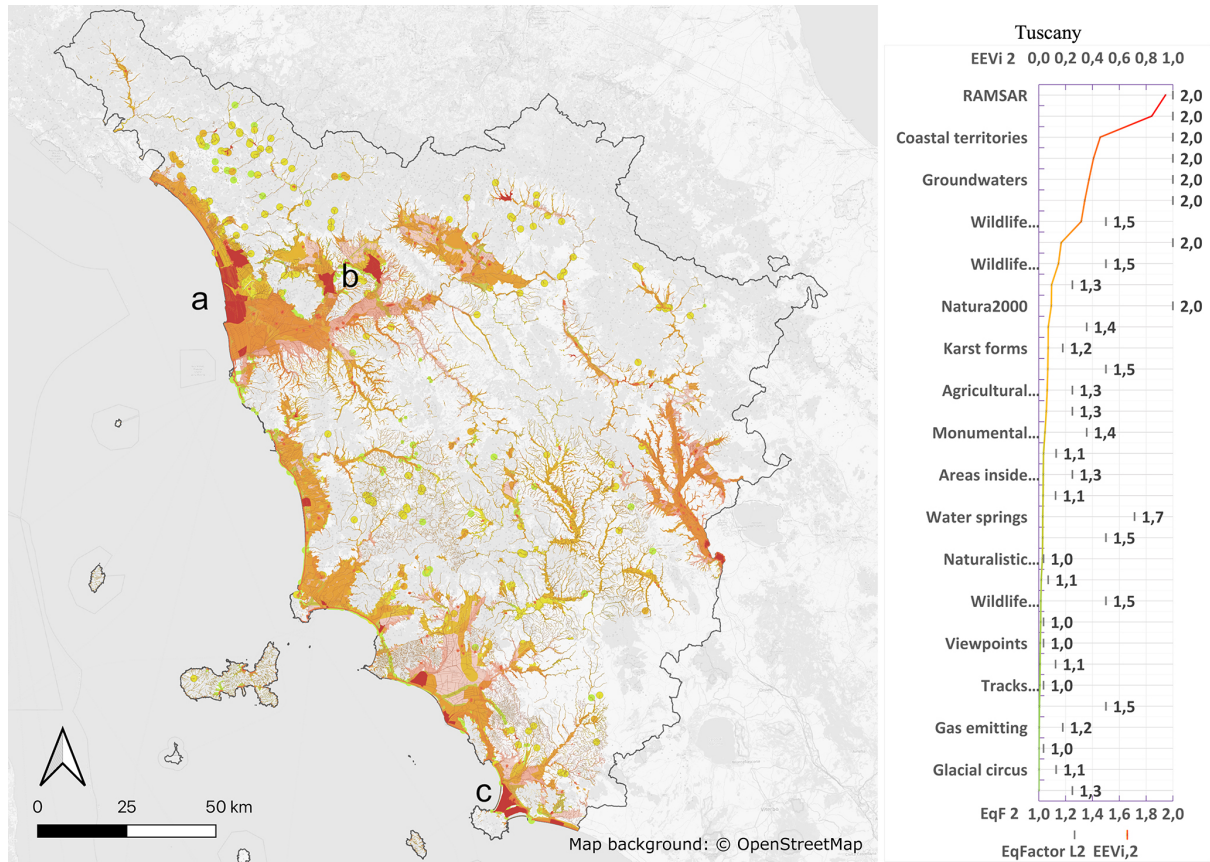 Tuscany
EEVi 2 0,0 0,2 0,4 0,6 0,8 1,0
RAMSAR 2,0
2,0
Coastal territories 2,0
2,0
Groundwaters 2,0
2,0
Wildlife... 1,5
2,0
Wildlife... 1,5
1,3
Natura2000 2,0
1,4
Karst forms 1,2
1,5
Agricultural... 1,3
1,3
Monumental... 1,4
1,1
Areas inside... 1,3
1,1
Water springs 1,7
1,5
Naturalistic... 1,0
1,1
Wildlife... 1,5
1,0
Viewpoints 1,0
1,1
Tracks... 1,0
1,5
Gas emitting 1,2
1,0
Glacial circus 1,1
1,3
EqF 2 1,0 1,2 1,4 1,6 1,8 2,0
EqFactor L2 EEVi,2
a
b
c
0 25 50 km
Map background: © OpenStreetMap